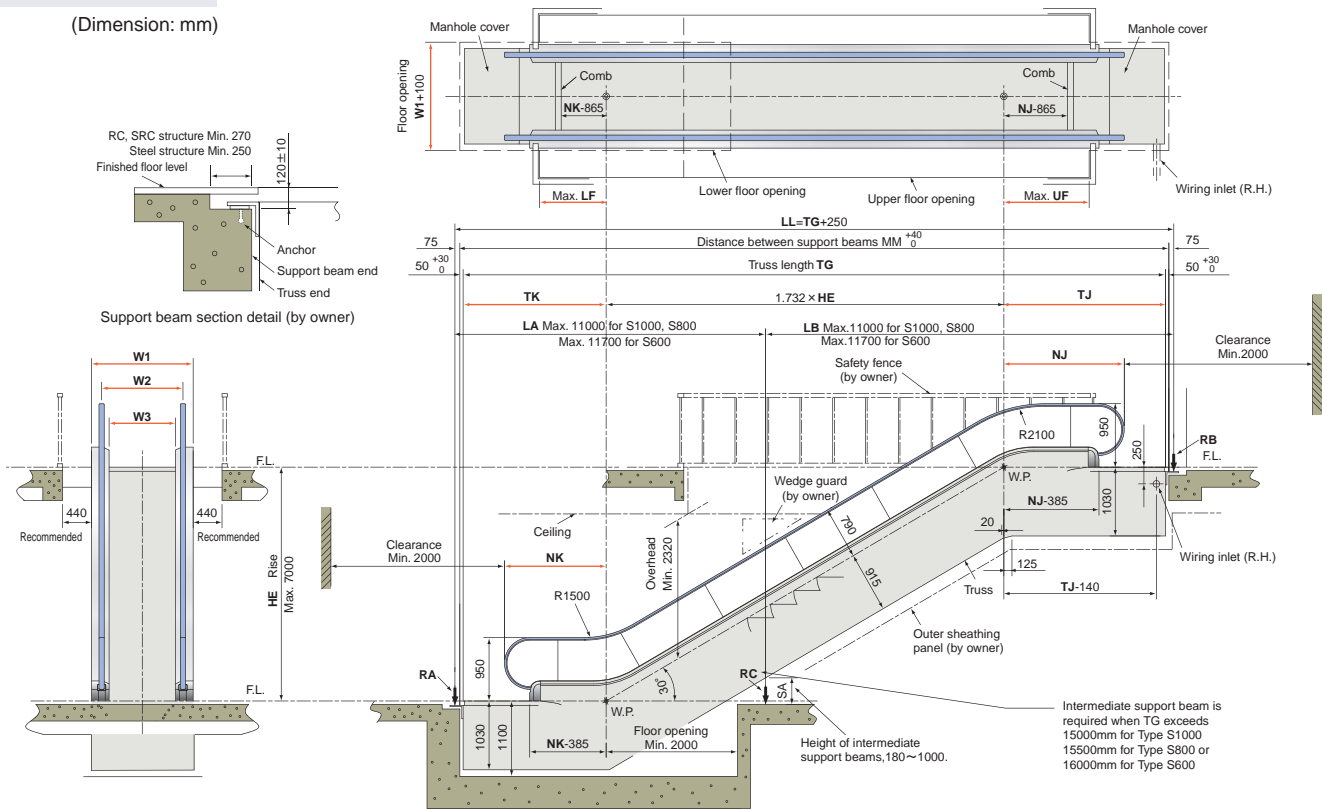 (Dimension: mm)
Manhole cover
Manhole cover
Floor opening
W1+100
Comb
Comb
NK-865
NJ-865
RC, SRC structure Min. 270
Steel structure Min. 250
Finished floor level
120±10
Anchor
Support beam end
Truss end
Support beam section detail (by owner)
Lower floor opening
Upper floor opening
Wiring inlet (R.H.)
Max. LF
Max. UF
LL=TG+250
75
Distance between support beams MM +40 0
75
50 +30 0
Truss length TG
50 +30 0
TK
1.732×HE
TJ
LA Max. 11000 for S1000, S800
Max. 11700 for S600
LB Max.11000 for S1000, S800
Max.11700 for S600
NJ
Clearance
Min.2000
Safety fence
(by owner)
W1
W2
W3
F.L.
440
Recommended
440
Recommended
HE Rise
Max. 7000
F.L.
R2100
950
250
RB
F.L.
W.P.
Wedge guard
(by owner)
Ceiling
Clearance
Min. 2000
NK
Overhead
Min. 2320
790
915
20
NJ-385
1030
125
Wiring inlet (R.H.)
TJ-140
Truss
R1500
Outer sheathing
panel (by owner)
950
RA
30°
RC
SA
W.P.
1030
1100
NK-385
Floor opening
Min. 2000
Height of intermediate
support beams,180～1000.
Intermediate support beam is
required when TG exceeds
15000mm for Type S1000
15500mm for Type S800 or
16000mm for Type S600